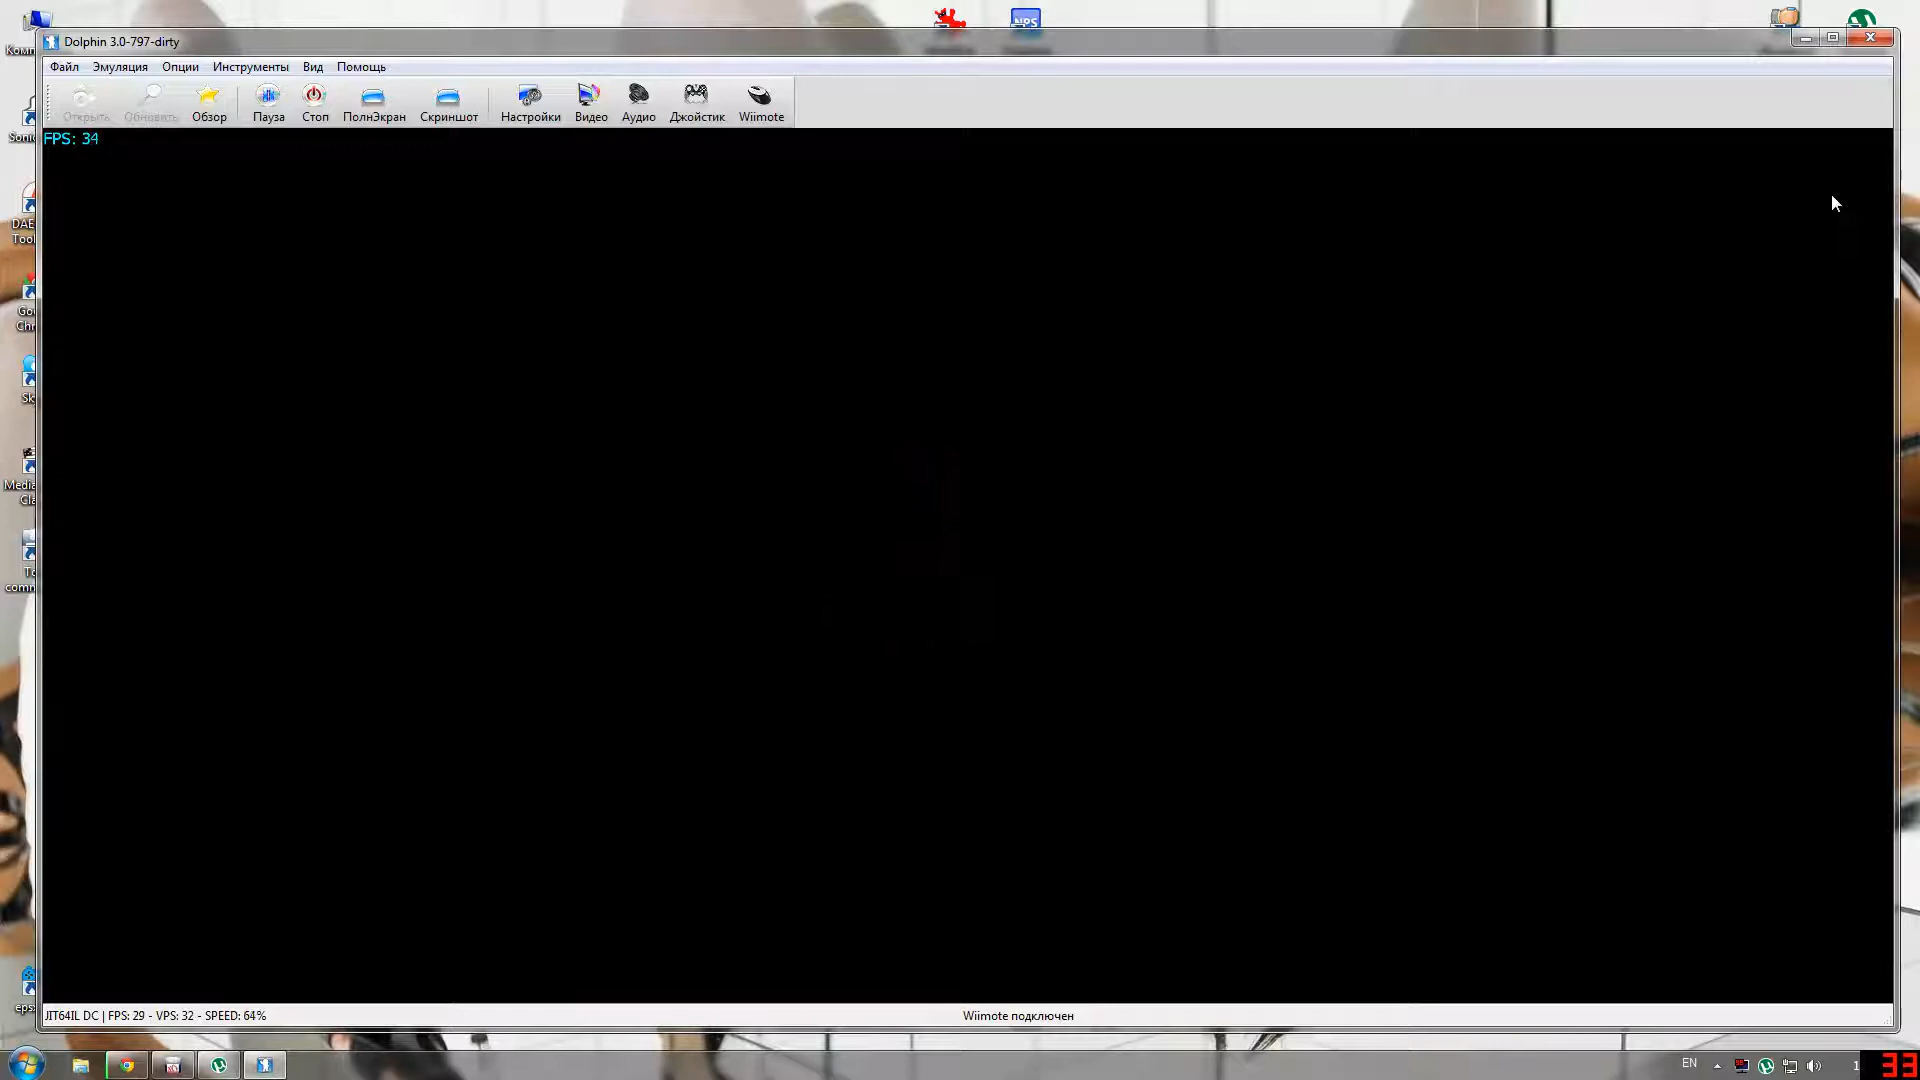 NPS
Dolphin 3.0-797-dirty
Файл Эмуляция Опции Инструменты Вид Помощь
Открыть Обновить Обзор Пауза Стоп ПолнЭкран Скриншот Настройки Видео Аудио Джойстик Wiimote
FPS: 34
JIT64IL DC | FPS: 29 - VPS: 32 - SPEED: 64%
Wiimote подключен
EN
33